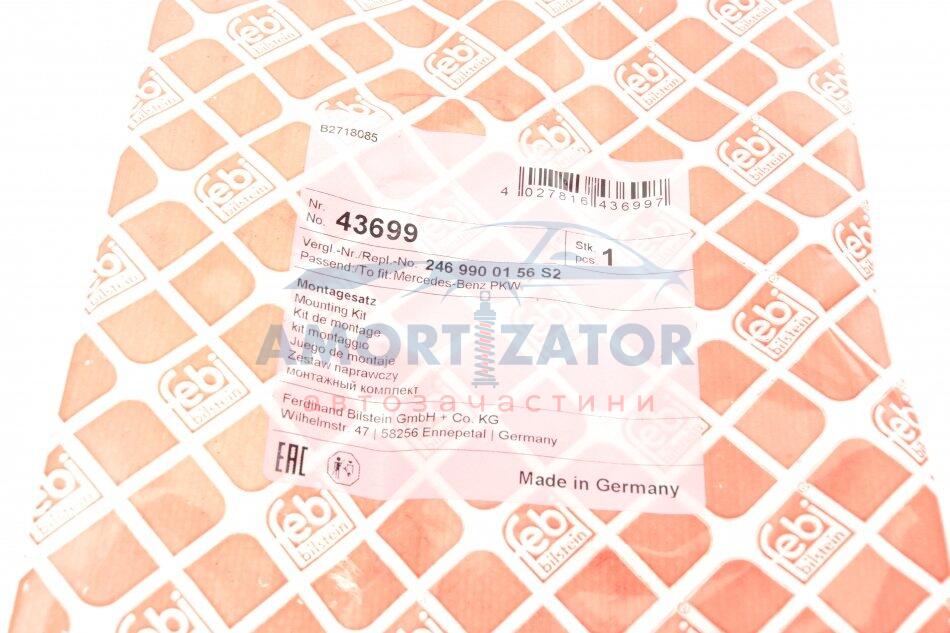 B2718085
4 027816 436997
Nr.
No. 43699
Stk.
pcs. 1
Vergl.-Nr./Repl.-No. 246 990 01 56 S2
Passend:/To fit: Mercedes-Benz PKW
Montagesatz
Mounting Kit
Kit de montage
kit montaggio
Juego de montaje
Zestaw naprawczy
монтажный комплект
AMORTIZATOR
автозачастини
Ferdinand Bilstein GmbH + Co. KG
Wilhelmstr. 47 | 58256 Ennepetal | Germany
EAC
Made in Germany
febi
bilstein